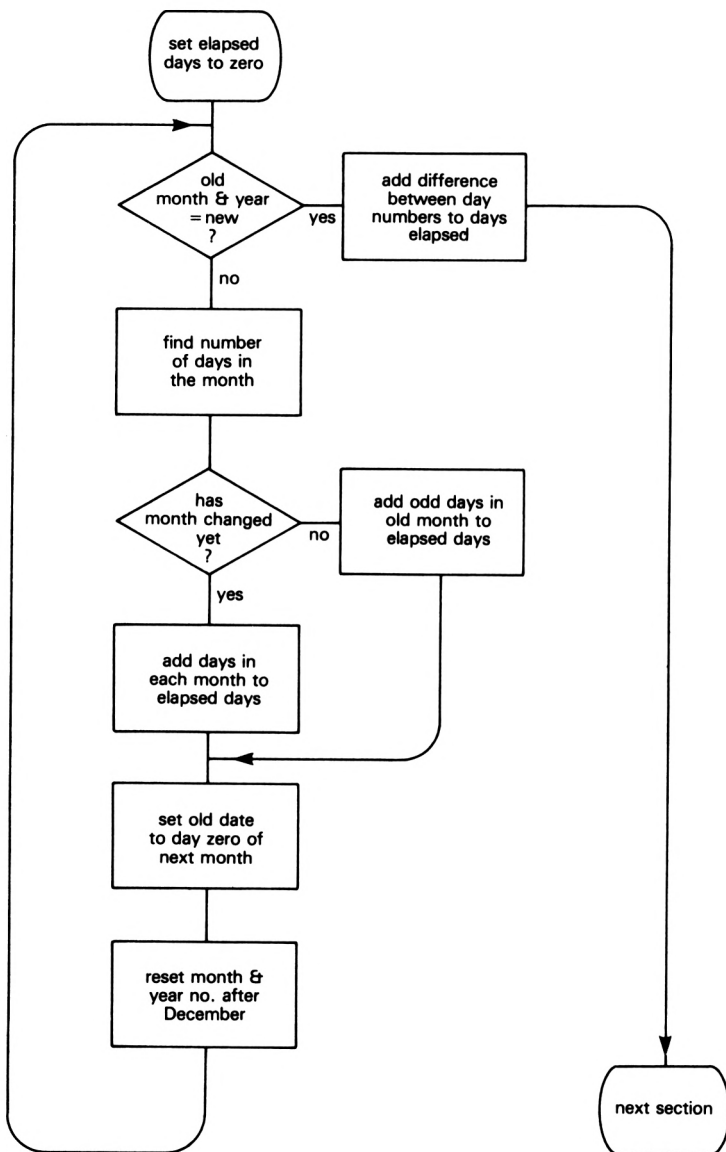 set elapsed
days to zero
old
month & year
= new
?
yes
add difference
between day
numbers to days
elapsed
no
find number
of days in
the month
has
month changed
yet
?
no
add odd days in
old month to
elapsed days
yes
add days in
each month to
elapsed days
set old date
to day zero of
next month
reset month &
year no. after
December
next section